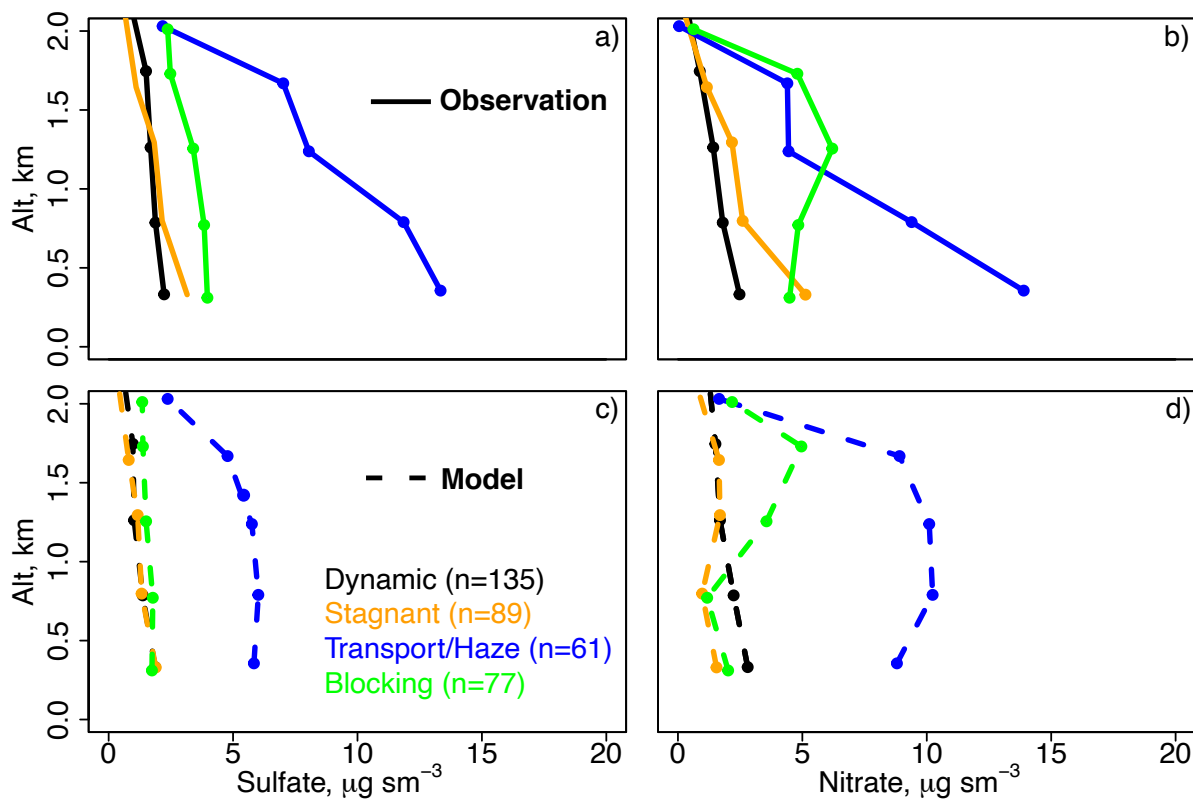 a)
b)
2.0
1.5
1.0
0.5
0.0
Alt, km
Observation
c)
d)
2.0
1.5
1.0
0.5
0.0
Alt, km
Model
Dynamic (n=135)
Stagnant (n=89)
Transport/Haze (n=61)
Blocking (n=77)
0 5 10 15 20
0 5 10 15 20
Sulfate, μg sm⁻³
Nitrate, μg sm⁻³